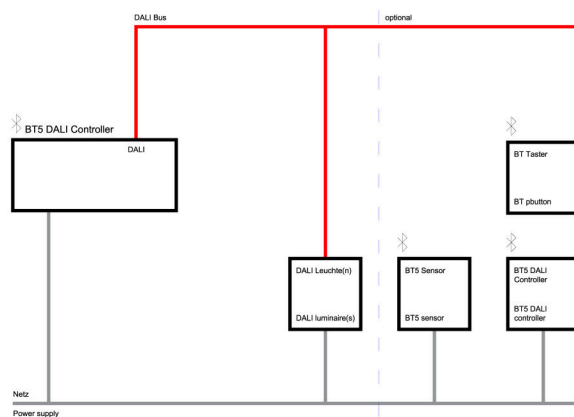 DALI Bus
optional
BT5 DALI Controller
DALI
BT Taster
BT pbutton
DALI Leuchte(n)
DALI luminaire(s)
BT5 Sensor
BT5 sensor
BT5 DALI
Controller
BT5 DALI
controller
Netz
Power supply